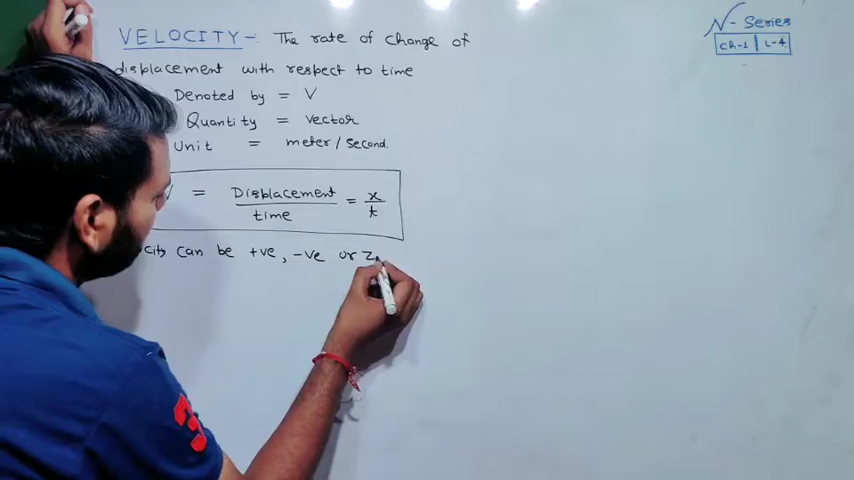 VELOCITY - The rate of change of
displacement with respect to time
Denoted by = V
Quantity = vector
Unit = meter/second.
= Displacement / time = x / t
can be +ve, -ve or
N-Series
Ch-1 | L-4